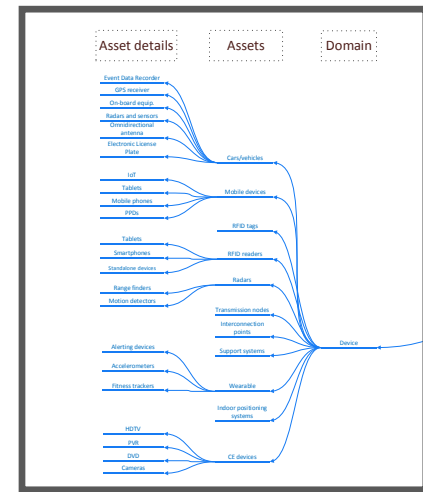 Asset details
Assets
Domain
Event Data Recorder
GPS receiver
On-board equip.
Radars and sensors
Omnidirectional
antenna
Electronic License
Plate
Cars/vehicles
IoT
Tablets
Mobile phones
PPDs
Mobile devices
RFID tags
Tablets
Smartphones
Standalone devices
RFID readers
Range finders
Motion detectors
Radars
Transmission nodes
Interconnection
points
Support systems
Device
Alerting devices
Accelerometers
Fitness trackers
Wearable
Indoor positioning
systems
HDTV
PVR
DVD
Cameras
CE devices